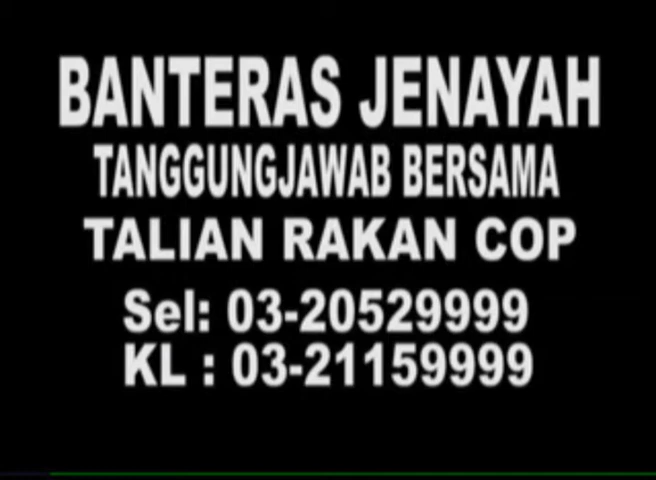 BANTERAS JENAYAH
TANGGUNGJAWAB BERSAMA
TALIAN RAKAN COP
Sel: 03-20529999
KL : 03-21159999